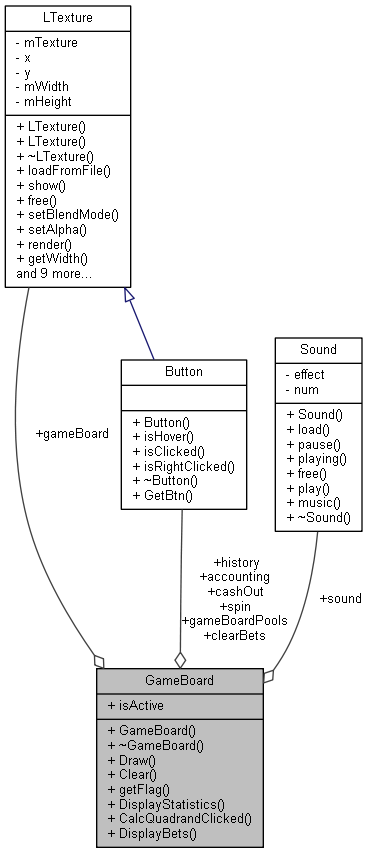 LTexture
- mTexture
- x
- y
- mWidth
- mHeight
+ LTexture()
+ LTexture()
+ ~LTexture()
+ loadFromFile()
+ show()
+ free()
+ setBlendMode()
+ setAlpha()
+ render()
+ getWidth()
and 9 more...
Button
+ Button()
+ isHover()
+ isClicked()
+ isRightClicked()
+ ~Button()
+ GetBtn()
Sound
- effect
- num
+ Sound()
+ load()
+ pause()
+ playing()
+ free()
+ play()
+ music()
+ ~Sound()
+gameBoard
+history
+accounting
+cashOut
+spin
+gameBoardPools
+clearBets
+sound
GameBoard
+ isActive
+ GameBoard()
+ ~GameBoard()
+ Draw()
+ Clear()
+ getFlag()
+ DisplayStatistics()
+ CalcQuadrandClicked()
+ DisplayBets()